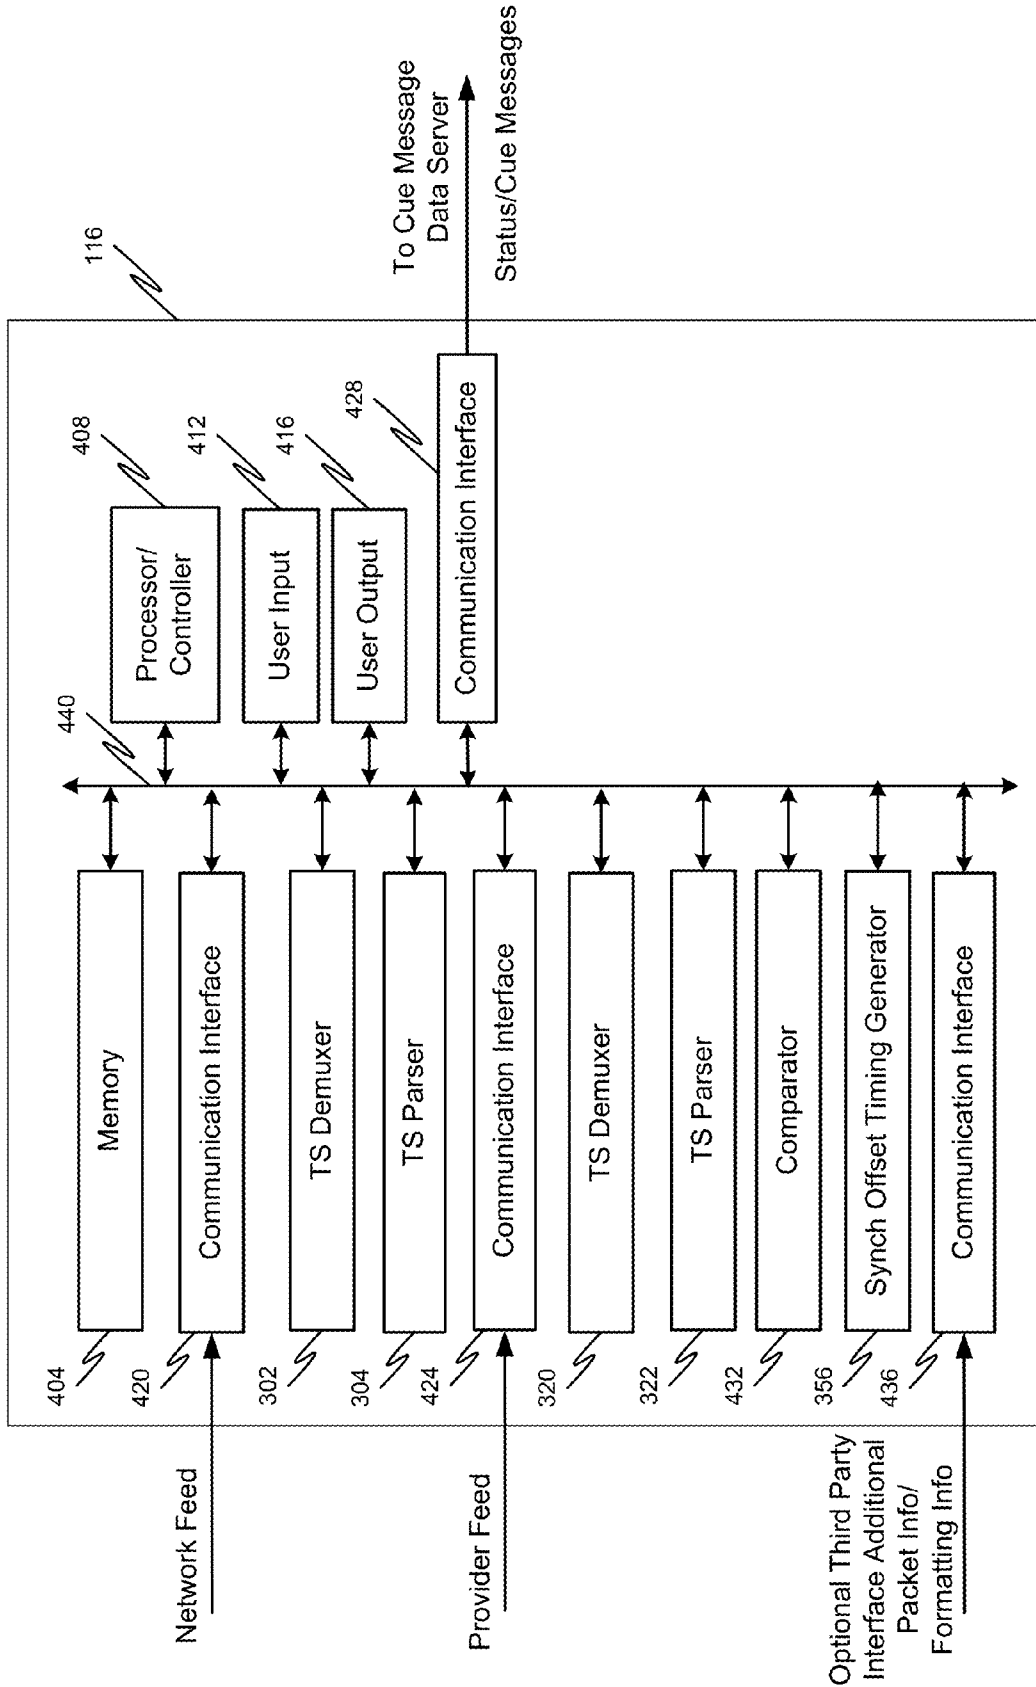 116
To Cue Message
Data Server
Status/Cue Messages
408
Processor/
Controller
412
User Input
416
User Output
428
Communication Interface
440
404
Memory
420
Communication Interface
302
TS Demuxer
304
TS Parser
424
Communication Interface
320
TS Demuxer
322
TS Parser
432
Comparator
356
Synch Offset Timing Generator
436
Communication Interface
Network Feed
Provider Feed
Optional Third Party
Interface Additional
Packet Info/
Formatting Info